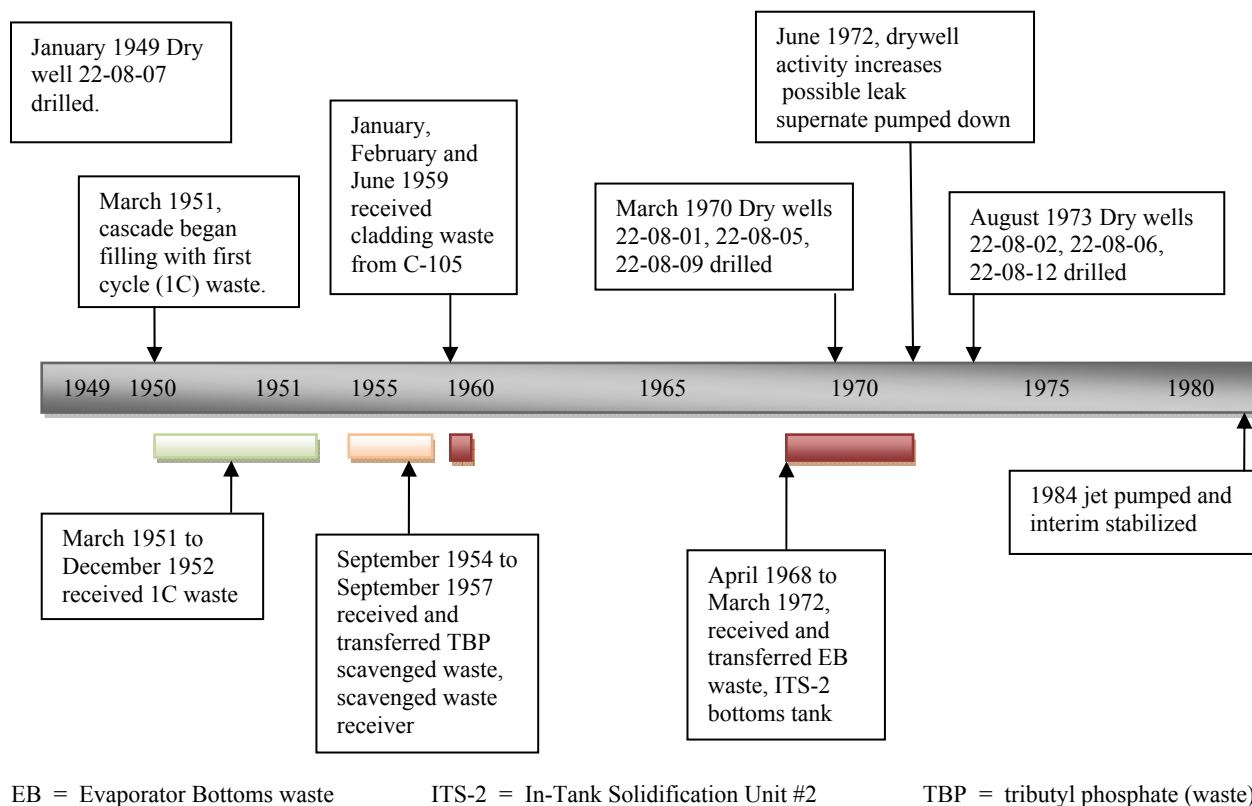 January 1949 Dry
well 22-08-07
drilled.
March 1951,
cascade began
filling with first
cycle (1C) waste.
January,
February and
June 1959
received
cladding waste
from C-105
March 1970 Dry wells
22-08-01, 22-08-05,
22-08-09 drilled
June 1972, drywell
activity increases
possible leak
supernate pumped down
August 1973 Dry wells
22-08-02, 22-08-06,
22-08-12 drilled
1949 1950 1951 1955 1960 1965 1970 1975 1980
March 1951 to
December 1952
received 1C waste
September 1954 to
September 1957
received and
transferred TBP
scavenged waste,
scavenged waste
receiver
April 1968 to
March 1972,
received and
transferred EB
waste, ITS-2
bottoms tank
1984 jet pumped and
interim stabilized
EB = Evaporator Bottoms waste ITS-2 = In-Tank Solidification Unit #2 TBP = tributyl phosphate (waste)